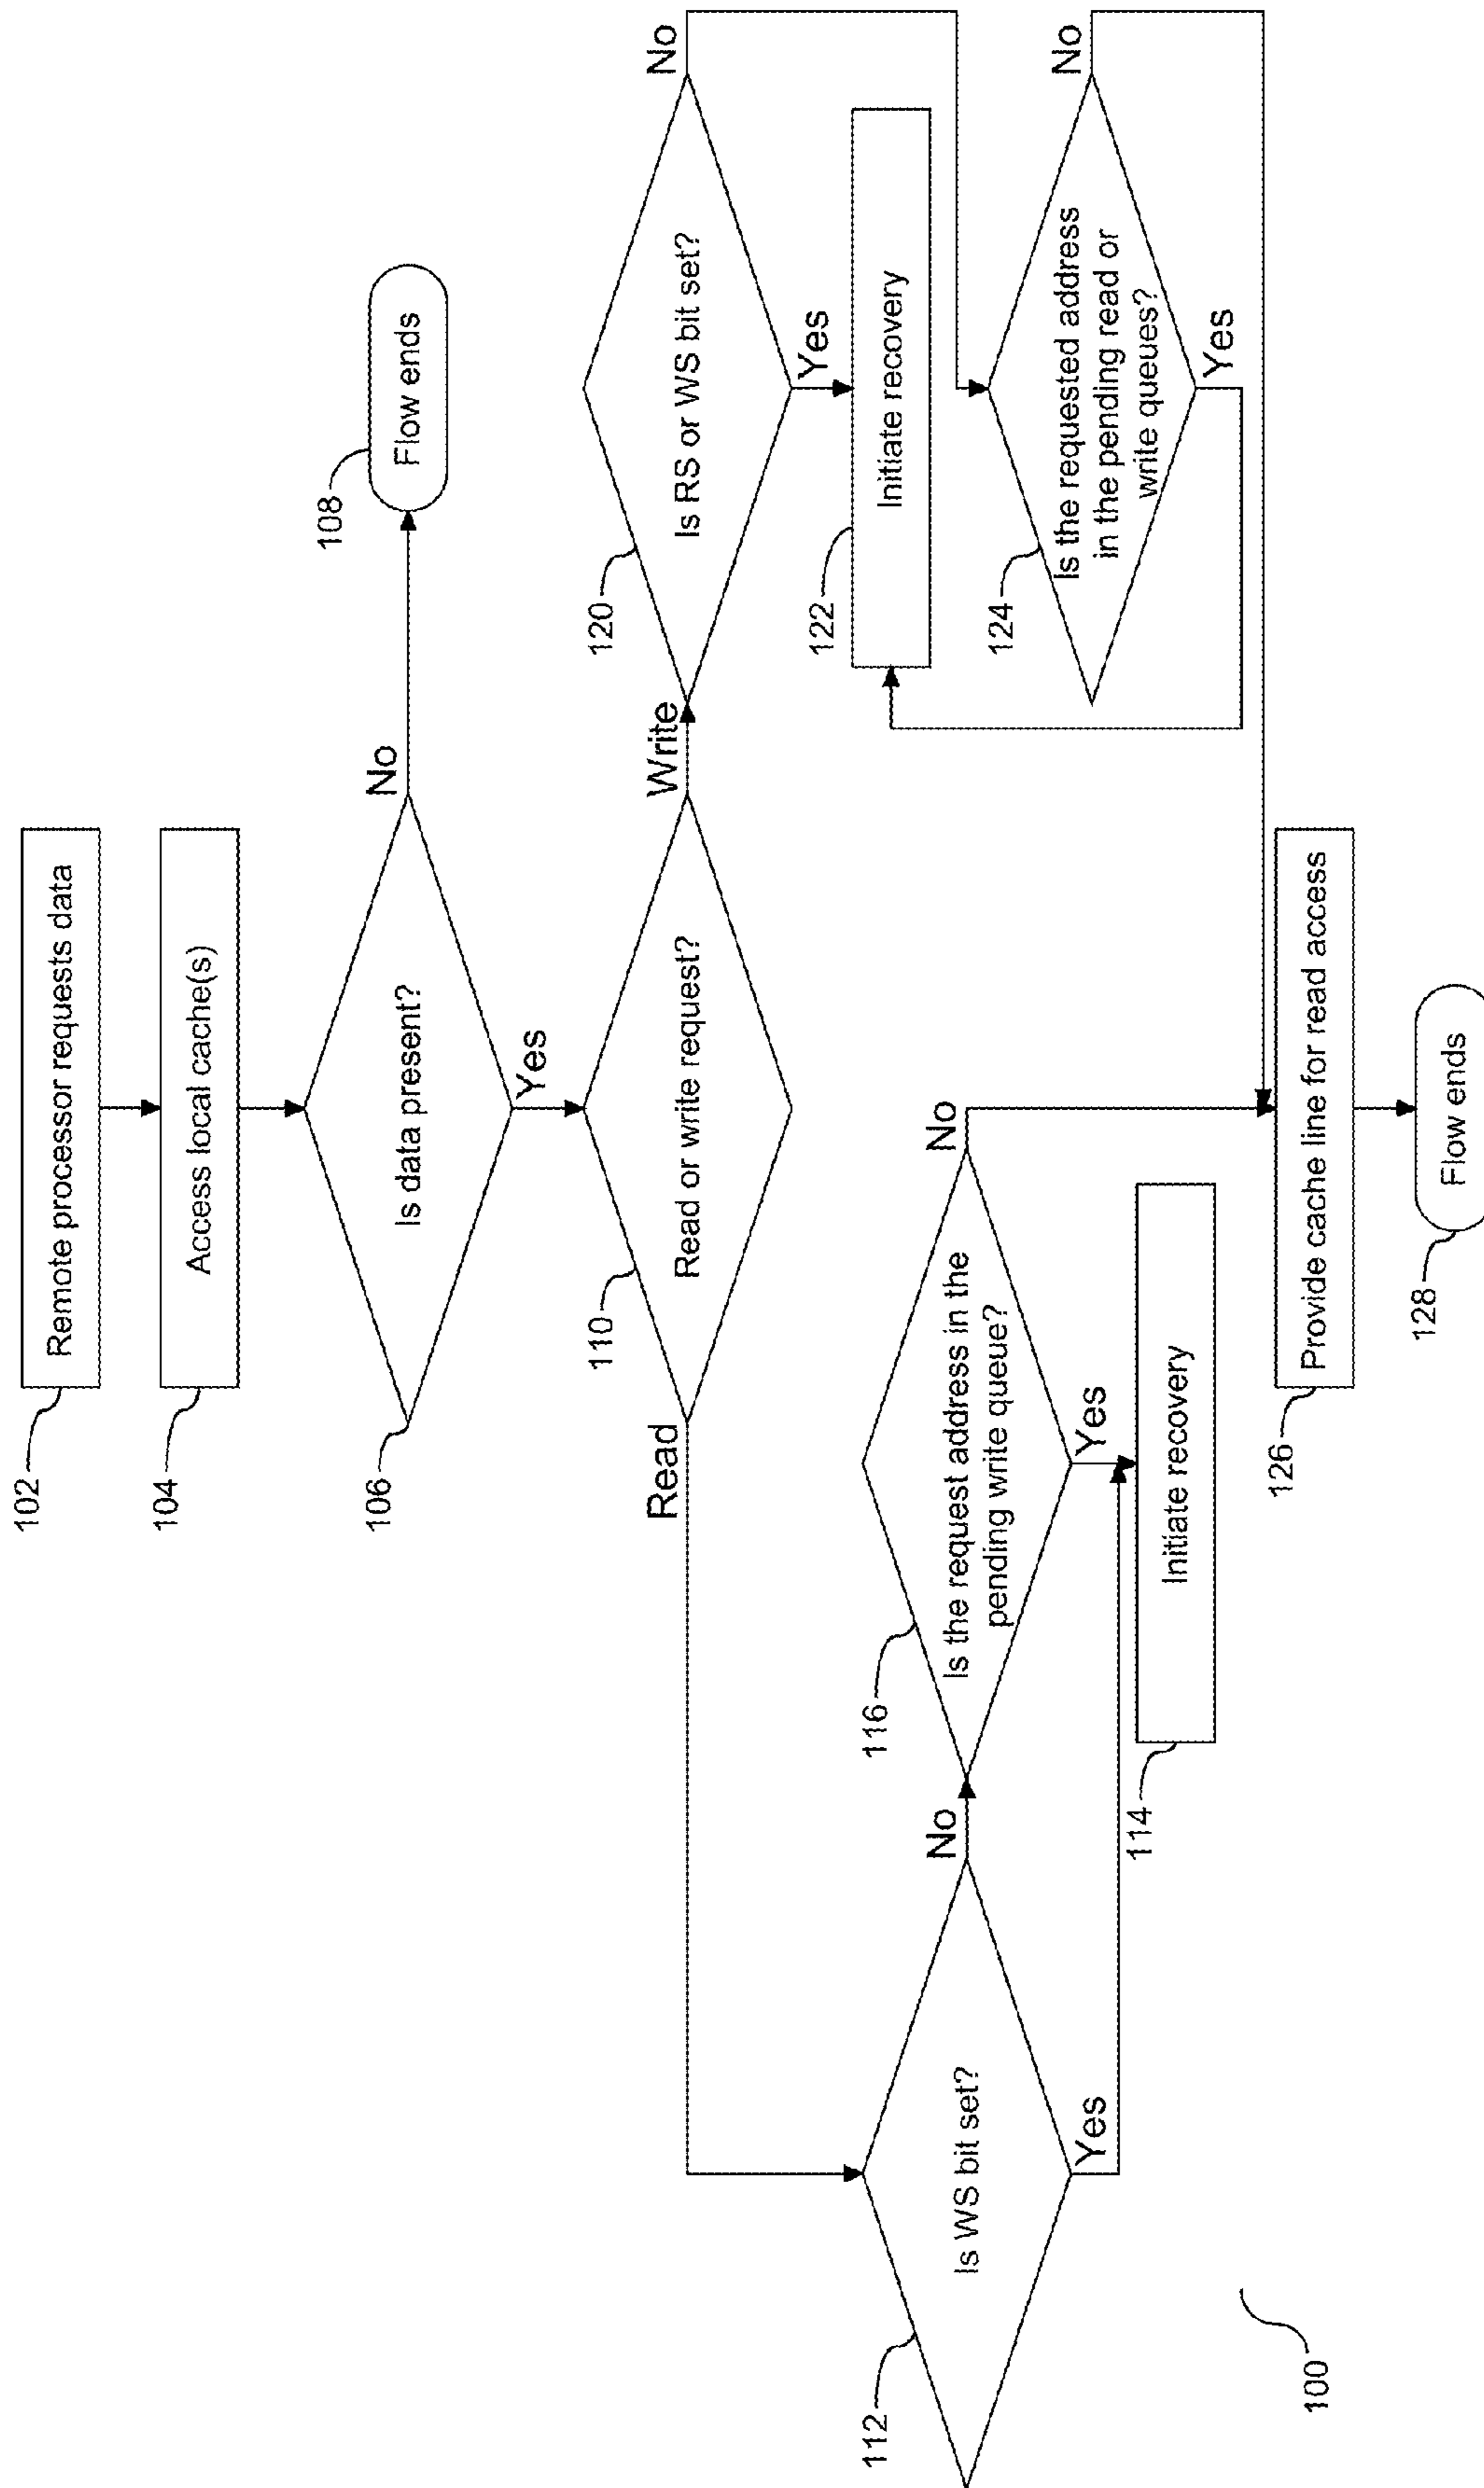 102
Remote processor requests data
104
Access local cache(s)
106
Is data present?
No
108
Flow ends
Yes
110
Read or write request?
Read
Write
120
Is RS or WS bit set?
No
Yes
122
Initiate recovery
112
Is WS bit set?
No
Yes
116
Is the request address in the
pending write queue?
No
Yes
114
Initiate recovery
124
Is the requested address
in the pending read or
write queues?
No
Yes
126
Provide cache line for read access
128
Flow ends
100